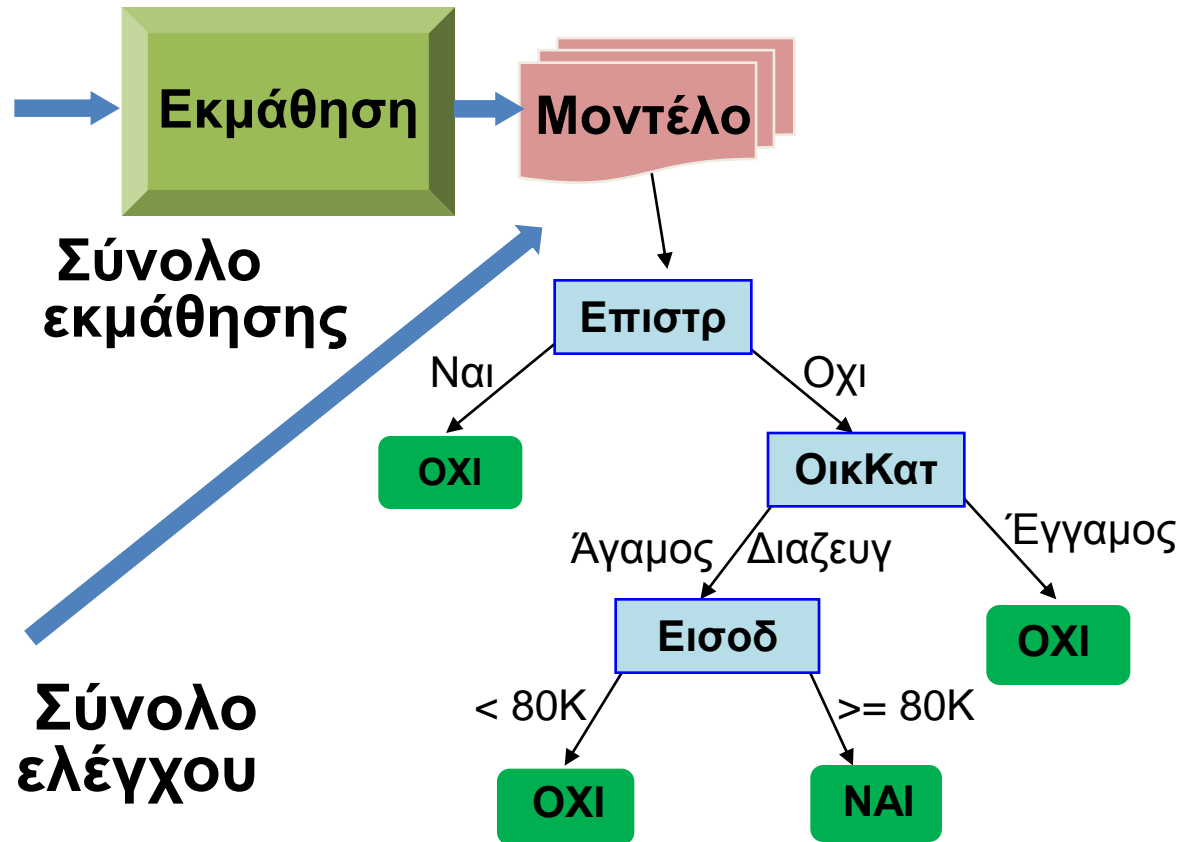 Εκμάθηση
Μοντέλο
Σύνολο
εκμάθησης
Επιστρ
Ναι
Οχι
ΟΧΙ
ΟικΚατ
Άγαμος
Διαζευγ
Έγγαμος
Εισοδ
ΟΧΙ
Σύνολο
ελέγχου
< 80K
>= 80K
ΟΧΙ
ΝΑΙ